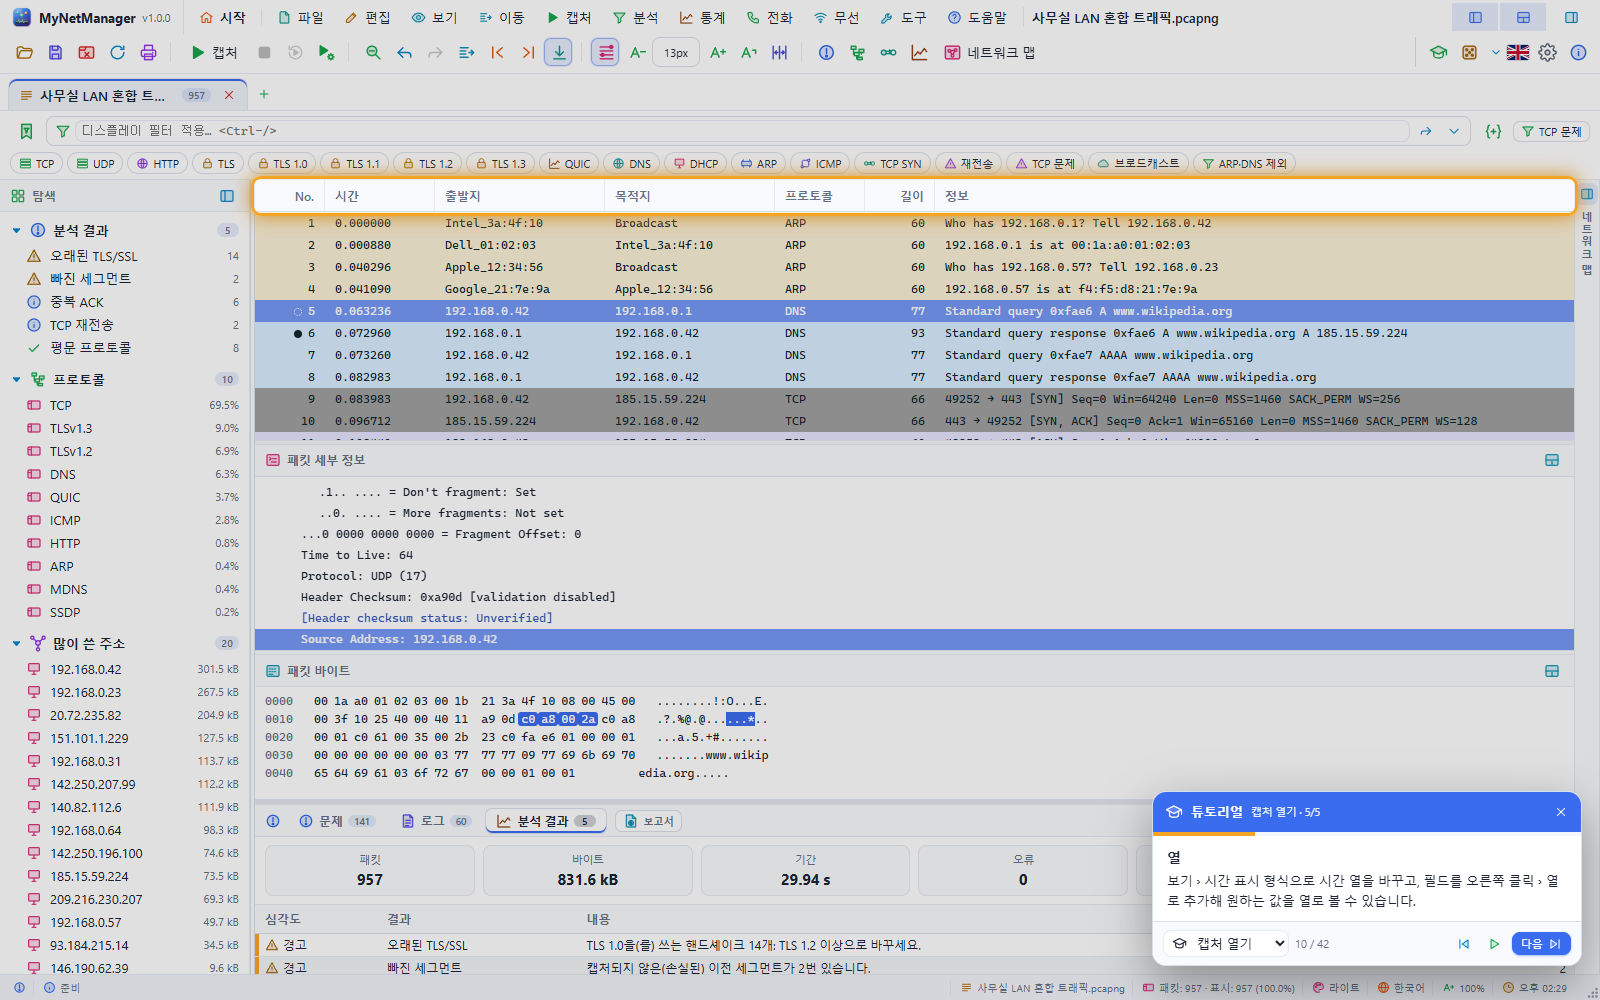 MyNetManager v1.0.0 시작 파일 편집 보기 이동 캡처 분석 통계 전화 무선 도구 도움말 사무실 LAN 혼합 트래픽.pcapng
캡처 A− 13px A+ 네트워크 맵
사무실 LAN 혼합 트... 957
디스플레이 필터 적용… <Ctrl-/> TCP 문제
TCP UDP HTTP TLS TLS 1.0 TLS 1.1 TLS 1.2 TLS 1.3 QUIC DNS DHCP ARP ICMP TCP SYN 재전송 TCP 문제 브로드캐스트 ARP·DNS 제외
탐색
분석 결과 5
오래된 TLS/SSL 14
빠진 세그먼트 2
중복 ACK 6
TCP 재전송 2
평문 프로토콜 8
프로토콜 10
TCP 69.5%
TLSv1.3 9.0%
TLSv1.2 6.9%
DNS 6.3%
QUIC 3.7%
ICMP 2.8%
HTTP 0.8%
ARP 0.4%
MDNS 0.4%
SSDP 0.2%
많이 쓴 주소 20
192.168.0.42 301.5 kB
192.168.0.23 267.5 kB
20.72.235.82 204.9 kB
151.101.1.229 127.5 kB
192.168.0.31 113.7 kB
142.250.207.99 112.2 kB
140.82.112.6 111.9 kB
192.168.0.64 98.3 kB
142.250.196.100 74.6 kB
185.15.59.224 73.5 kB
209.216.230.207 69.3 kB
192.168.0.57 49.7 kB
93.184.215.14 34.5 kB
146.190.62.39 9.6 kB
No. 시간 출발지 목적지 프로토콜 길이 정보
1 0.000000 Intel_3a:4f:10 Broadcast ARP 60 Who has 192.168.0.1? Tell 192.168.0.42
2 0.000880 Dell_01:02:03 Intel_3a:4f:10 ARP 60 192.168.0.1 is at 00:1a:a0:01:02:03
3 0.040296 Apple_12:34:56 Broadcast ARP 60 Who has 192.168.0.57? Tell 192.168.0.23
4 0.041090 Google_21:7e:9a Apple_12:34:56 ARP 60 192.168.0.57 is at f4:f5:d8:21:7e:9a
5 0.063236 192.168.0.42 192.168.0.1 DNS 77 Standard query 0xfae6 A www.wikipedia.org
6 0.072960 192.168.0.1 192.168.0.42 DNS 93 Standard query response 0xfae6 A www.wikipedia.org A 185.15.59.224
7 0.073260 192.168.0.42 192.168.0.1 DNS 77 Standard query 0xfae7 AAAA www.wikipedia.org
8 0.082983 192.168.0.1 192.168.0.42 DNS 77 Standard query response 0xfae7 AAAA www.wikipedia.org
9 0.083983 192.168.0.42 185.15.59.224 TCP 66 49252 → 443 [SYN] Seq=0 Win=64240 Len=0 MSS=1460 SACK_PERM WS=256
10 0.096712 185.15.59.224 192.168.0.42 TCP 66 443 → 49252 [SYN, ACK] Seq=0 Ack=1 Win=65160 Len=0 MSS=1460 SACK_PERM WS=128
네트워크 맵
패킷 세부 정보
.1.. .... = Don't fragment: Set
..0. .... = More fragments: Not set
...0 0000 0000 0000 = Fragment Offset: 0
Time to Live: 64
Protocol: UDP (17)
Header Checksum: 0xa90d [validation disabled]
[Header checksum status: Unverified]
Source Address: 192.168.0.42
패킷 바이트
0000 00 1a a0 01 02 03 00 1b 21 3a 4f 10 08 00 45 00 ........!:O...E.
0010 00 3f 10 25 40 00 40 11 a9 0d c0 a8 00 2a c0 a8 .?.%@.@......*..
0020 00 01 c0 61 00 35 00 2b 23 c0 fa e6 01 00 00 01 ...a.5.+#.......
0030 00 00 00 00 00 00 03 77 77 77 09 77 69 6b 69 70 .......www.wikip
0040 65 64 69 61 03 6f 72 67 00 00 01 00 01 edia.org.....
문제 141 로그 60 분석 결과 5 보고서
패킷 바이트 기간 오류
957 831.6 kB 29.94 s 0
심각도 결과 내용
경고 오래된 TLS/SSL TLS 1.0을(를) 쓰는 핸드셰이크 14개: TLS 1.2 이상으로 바꾸세요.
경고 빠진 세그먼트 캡처되지 않은(손실된) 이전 세그먼트가 2번 있습니다. 2
튜토리얼 캡처 열기 · 5/5
열
보기 › 시간 표시 형식으로 시간 열을 바꾸고, 필드를 오른쪽 클릭 › 열
로 추가해 원하는 값을 열로 볼 수 있습니다.
캡처 열기 10 / 42 다음
준비 사무실 LAN 혼합 트래픽.pcapng 패킷: 957 · 표시: 957 (100.0%) 라이트 한국어 100% 오후 02:29